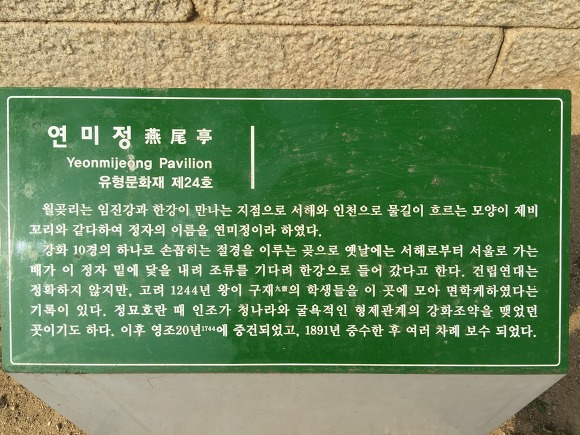 연미정 燕尾亭
Yeonmijeong Pavilion
유형문화재 제24호
월곶리는 임진강과 한강이 만나는 지점으로 서해와 인천으로 물길이 흐르는 모양이 제비
꼬리와 같다하여 정자의 이름을 연미정이라 하였다.
강화 10경의 하나로 손꼽히는 절경을 이루는 곶으로 옛날에는 서해로부터 서울로 가는
배가 이 정자 밑에 닻을 내려 조류를 기다려 한강으로 들어 갔다고 한다. 건립연대는
정확하지 않지만, 고려 1244년 왕이 구재九齋의 학생들을 이 곳에 모아 면학케하였다는
기록이 있다. 정묘호란 때 인조가 청나라와 굴욕적인 형제관계의 강화조약을 맺었던
곳이기도 하다. 이후 영조20년1744에 중건되었고, 1891년 중수한 후 여러 차례 보수 되었다.